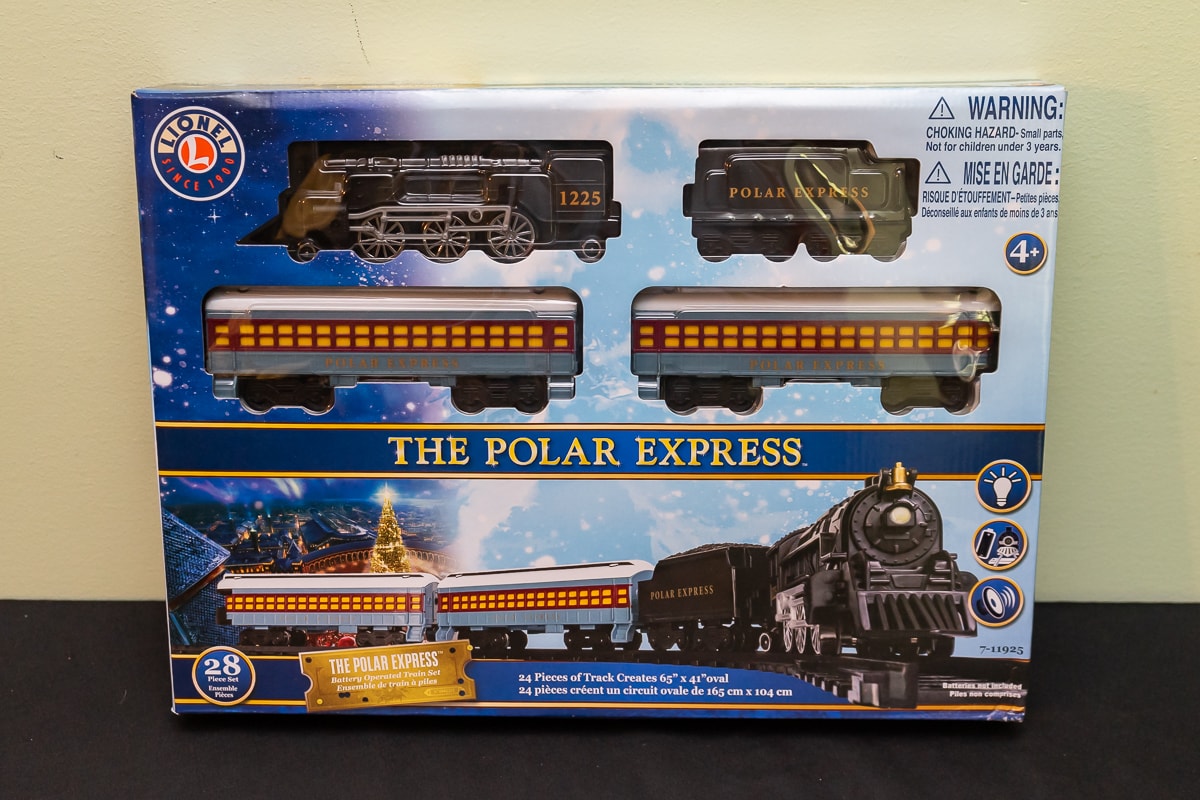 LIONEL
SINCE 1900
L
WARNING:
CHOKING HAZARD- Small parts.
Not for children under 3 years.
MISE EN GARDE :
RISQUE D'ÉTOUFFEMENT-Petites pièces.
Déconseillé aux enfants de moins de 3 ans
4+
1225
POLAR EXPRESS
POLAR EXPRESS
POLAR EXPRESS
THE POLAR EXPRESS™
POLAR EXPRESS
7-11925
28
Piece Set
Ensemble
Pièces
THE POLAR EXPRESS™
Battery Operated Train Set
Ensemble de train à piles
24 Pieces of Track Creates 65" x 41" oval
24 pièces créent un circuit ovale de 165 cm x 104 cm
Batteries not included
Piles non comprises